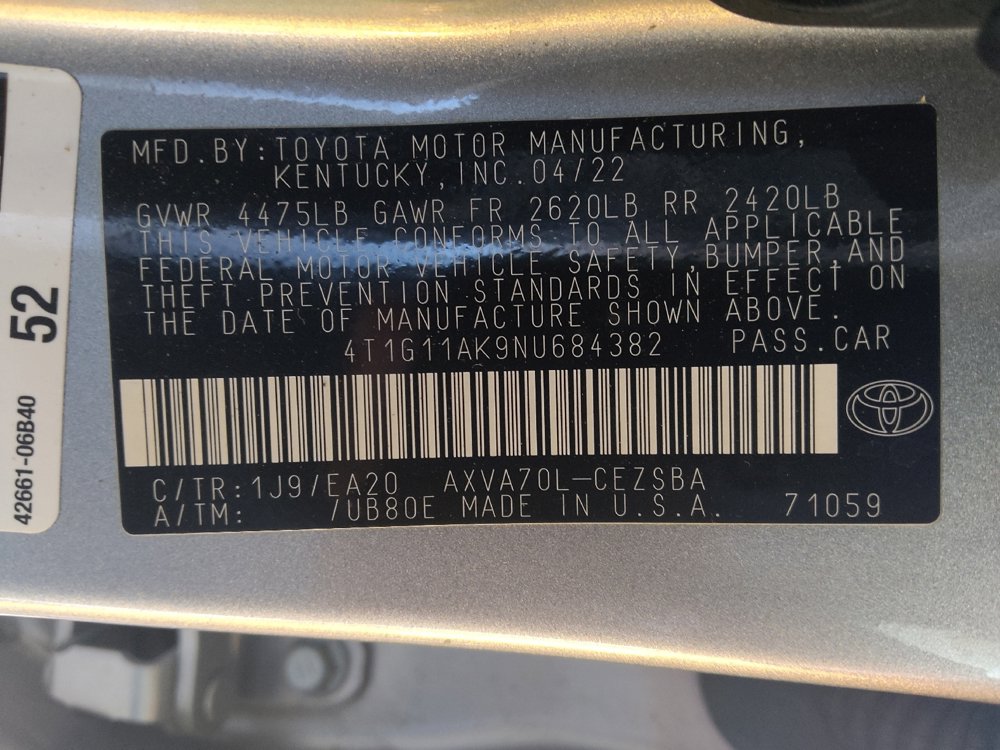 MFD.BY:TOYOTA MOTOR MANUFACTURING,
KENTUCKY,INC.04/22
GVWR 4475LB GAWR FR 2620LB RR 2420LB
THIS VEHICLE CONFORMS TO ALL APPLICABLE
FEDERAL MOTOR VEHICLE SAFETY,BUMPER,AND
THEFT PREVENTION STANDARDS IN EFFECT ON
THE DATE OF MANUFACTURE SHOWN ABOVE.
4T1G11AK9NU684382 PASS.CAR
C/TR:1J9/EA20 AXVA70L-CEZSBA
A/TM: /UB80E MADE IN U.S.A. 71059
52
42661-06B40